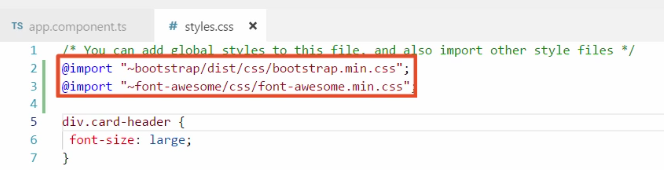 TS app.component.ts
# styles.css ×
1 /* You can add global styles to this file, and also import other style files */
2 @import "~bootstrap/dist/css/bootstrap.min.css";
3 @import "~font-awesome/css/font-awesome.min.css";
4
5 div.card-header {
6 font-size: large;
7 }